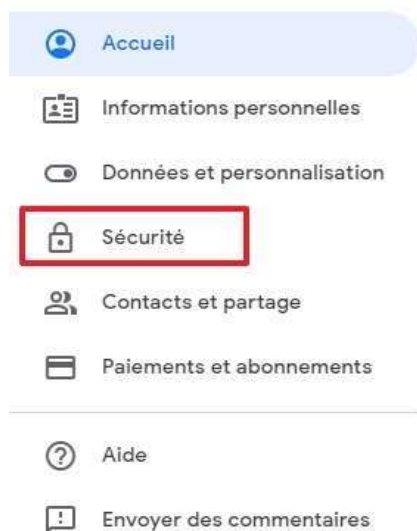 Accueil
Informations personnelles
Données et personnalisation
Sécurité
Contacts et partage
Paiements et abonnements
Aide
Envoyer des commentaires